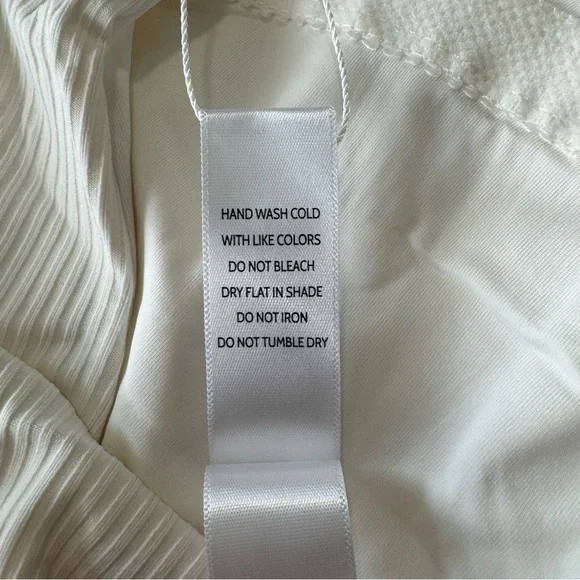 HAND WASH COLD
WITH LIKE COLORS
DO NOT BLEACH
DRY FLAT IN SHADE
DO NOT IRON
DO NOT TUMBLE DRY